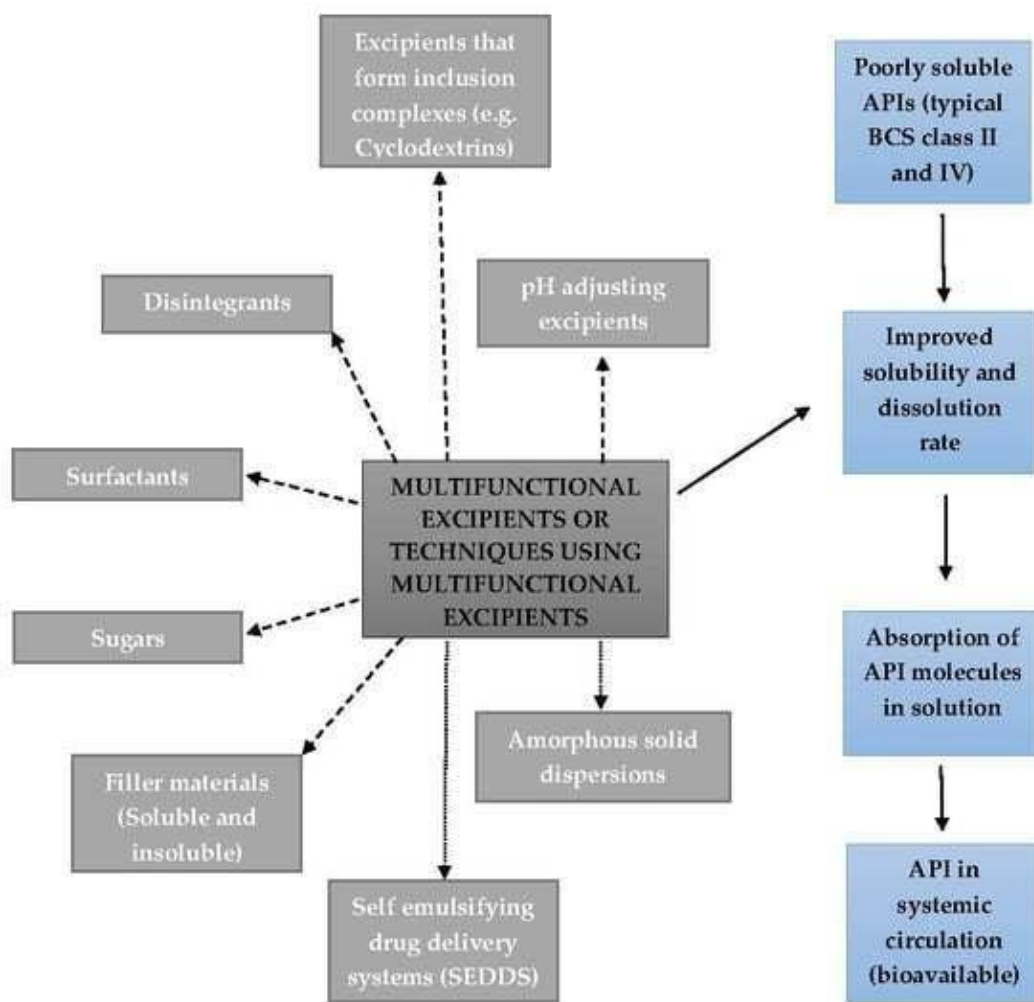 Excipients that
form inclusion
complexes (e.g.
Cyclodextrins)
Disintegrants
pH adjusting
excipients
Surfactants
MULTIFUNCTIONAL
EXCIPIENTS OR
TECHNIQUES USING
MULTIFUNCTIONAL
EXCIPIENTS
Sugars
Amorphous solid
dispersions
Filler materials
(Soluble and
insoluble)
Self emulsifying
drug delivery
systems (SEDDS)
Poorly soluble
APIs (typical
BCS class II
and IV)
Improved
solubility and
dissolution
rate
Absorption of
API molecules
in solution
API in
systemic
circulation
(bioavailable)